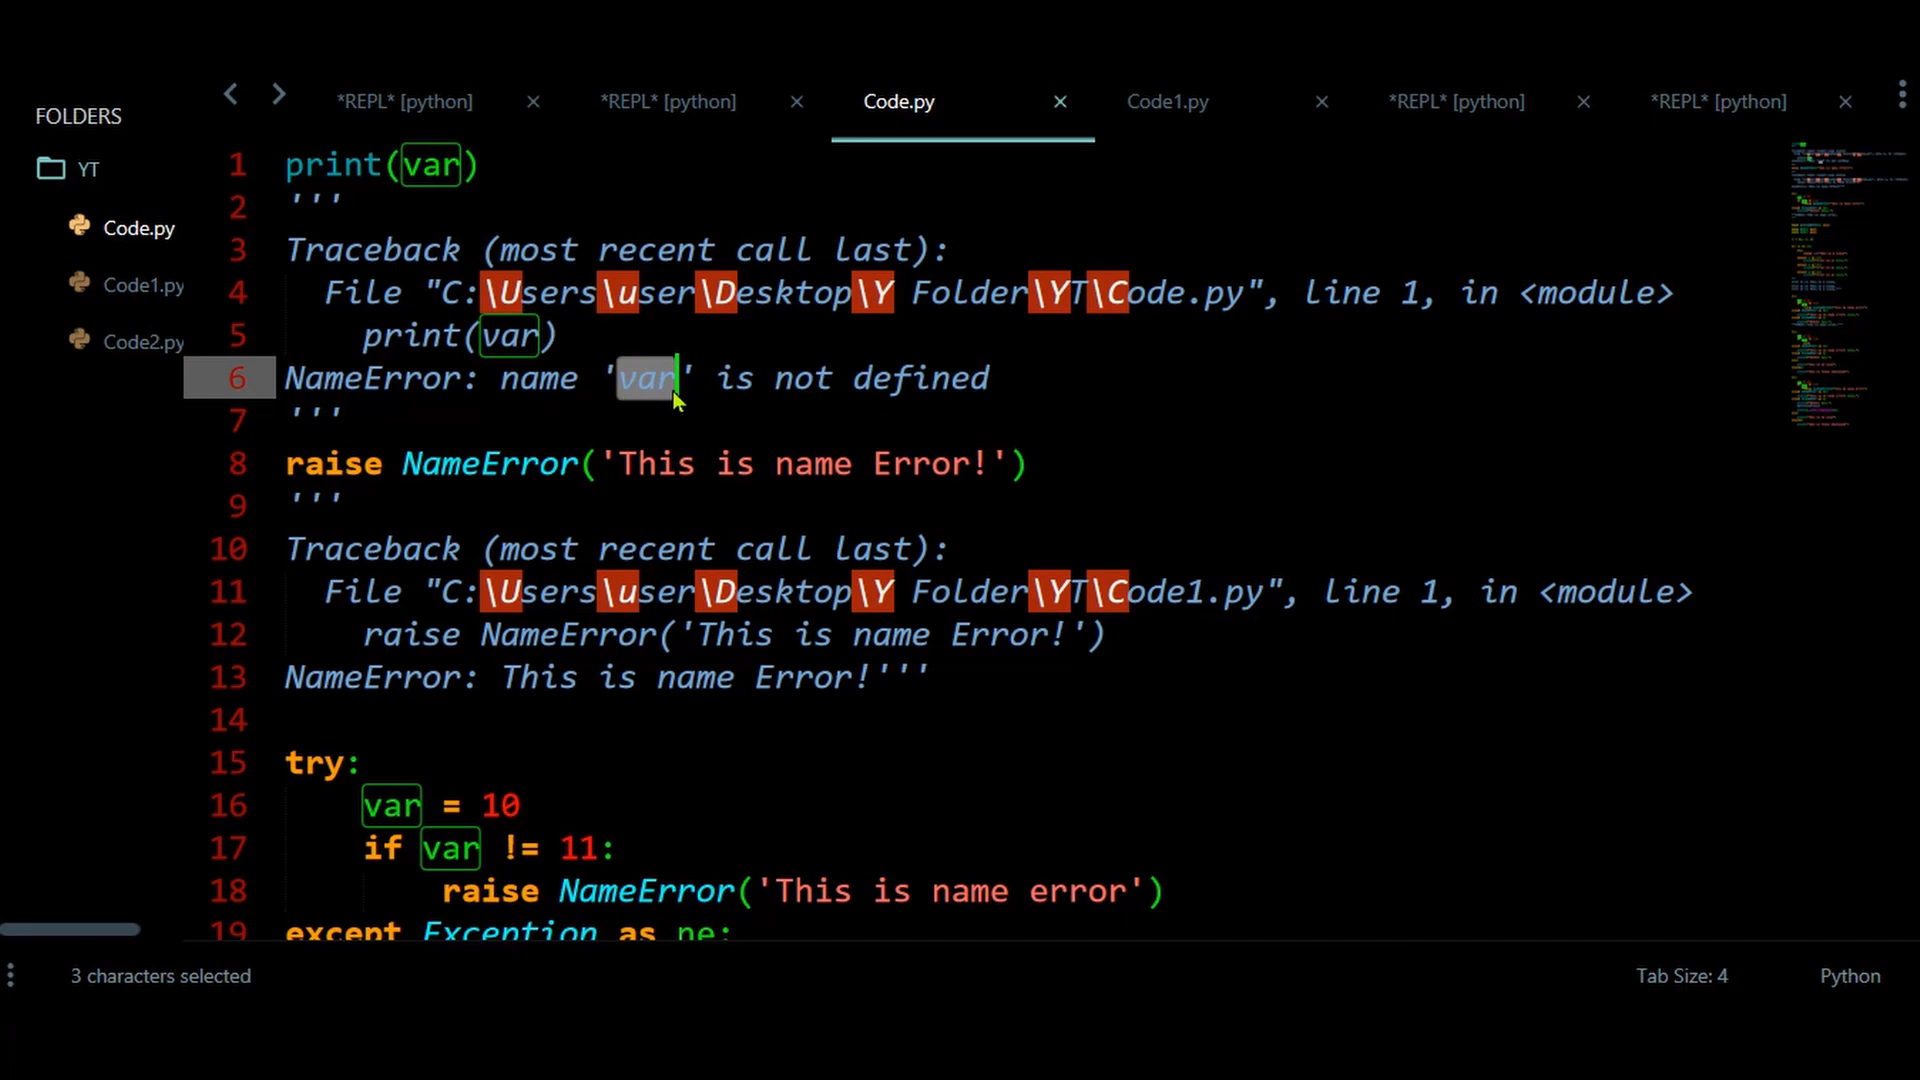 *REPL* [python] *REPL* [python] Code.py Code1.py *REPL* [python] *REPL* [python]
FOLDERS
YT
Code.py
Code1.py
Code2.py
1 print(var)
2 '''
3 Traceback (most recent call last):
4 File "C:\Users\user\Desktop\Y Folder\YT\Code.py", line 1, in <module>
5 print(var)
6 NameError: name 'var' is not defined
7 '''
8 raise NameError('This is name Error!')
9 '''
10 Traceback (most recent call last):
11 File "C:\Users\user\Desktop\Y Folder\YT\Code1.py", line 1, in <module>
12 raise NameError('This is name Error!')
13 NameError: This is name Error!'''
14
15 try:
16 var = 10
17 if var != 11:
18 raise NameError('This is name error')
19 except Exception as ne:
3 characters selected Tab Size: 4 Python